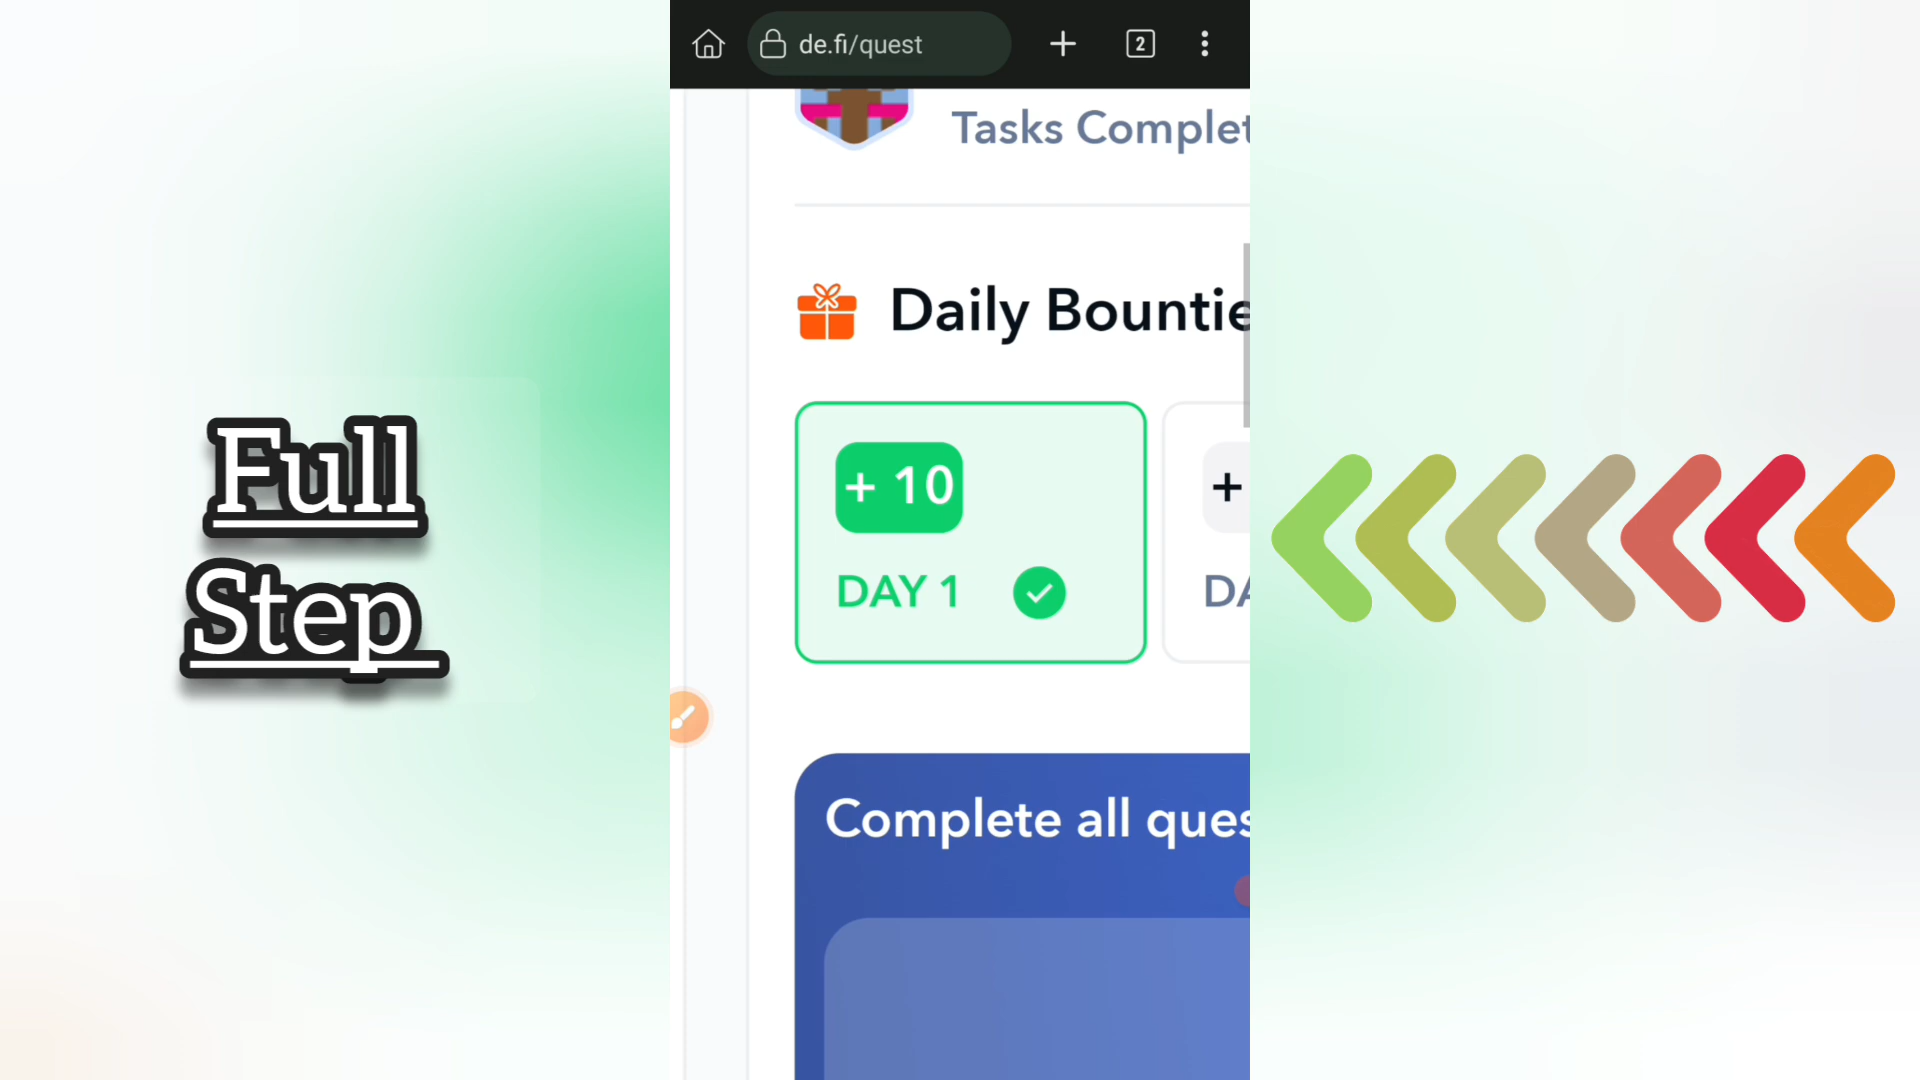 de.fi/quest
2
Tasks Complet
Daily Bountie
+ 10
+
DAY 1
DA
Complete all ques
Full
Step